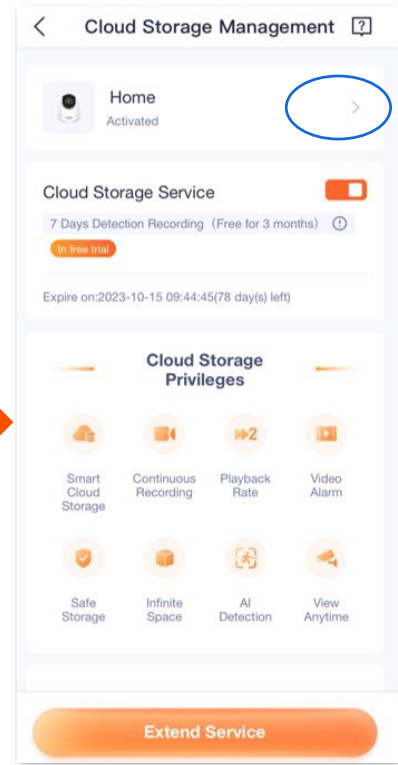 Cloud Storage Management ?
Home
Activated
Cloud Storage Service
7 Days Detection Recording (Free for 3 months)
In free trial
Expire on:2023-10-15 09:44:45(78 day(s) left)
Cloud Storage
Privileges
2
Smart
Cloud
Storage
Continuous
Recording
Playback
Rate
Video
Alarm
Safe
Storage
Infinite
Space
AI
Detection
View
Anytime
Extend Service